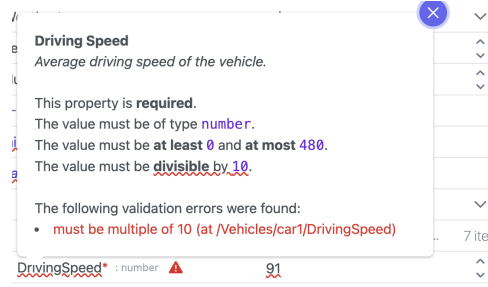 Driving Speed
Average driving speed of the vehicle.
This property is required.
The value must be of type number.
The value must be at least 0 and at most 480.
The value must be divisible by 10.
The following validation errors were found:
• must be multiple of 10 (at /Vehicles/car1/DrivingSpeed)
7 ite
DrivingSpeed* : number 91